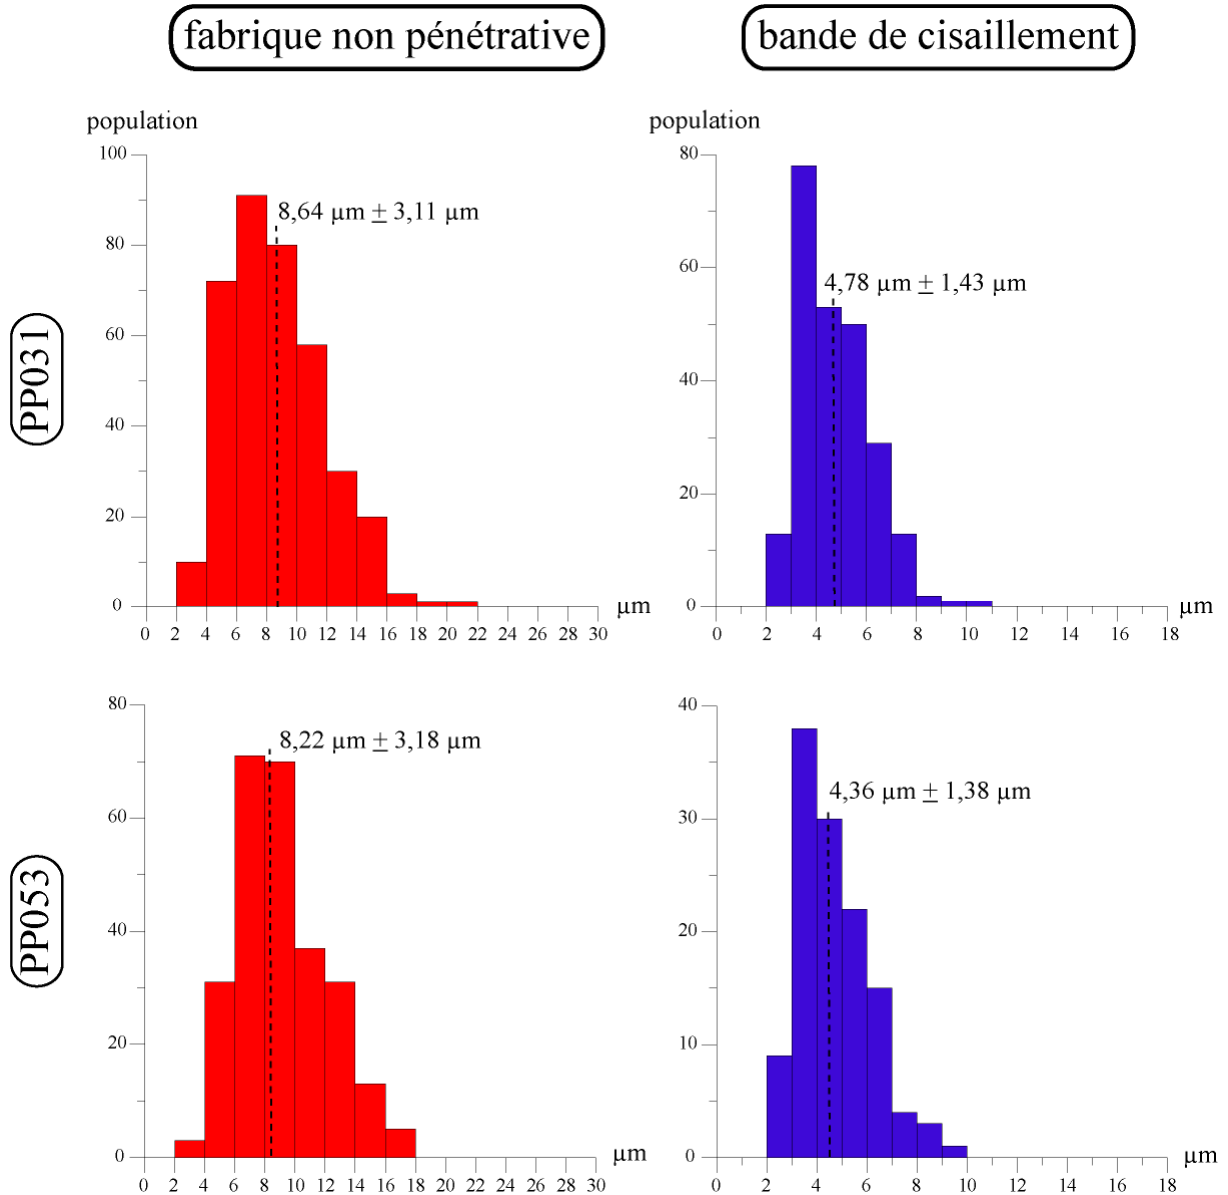 fabrique non pénétrative
bande de cisaillement
PP031
population
100
80
60
40
20
0
8,64 µm ± 3,11 µm
0 2 4 6 8 10 12 14 16 18 20 22 24 26 28 30
µm
population
80
60
40
20
0
4,78 µm ± 1,43 µm
0 2 4 6 8 10 12 14 16 18
µm
PP053
80
60
40
20
0
8,22 µm ± 3,18 µm
0 2 4 6 8 10 12 14 16 18 20 22 24 26 28 30
µm
40
30
20
10
0
4,36 µm ± 1,38 µm
0 2 4 6 8 10 12 14 16 18
µm